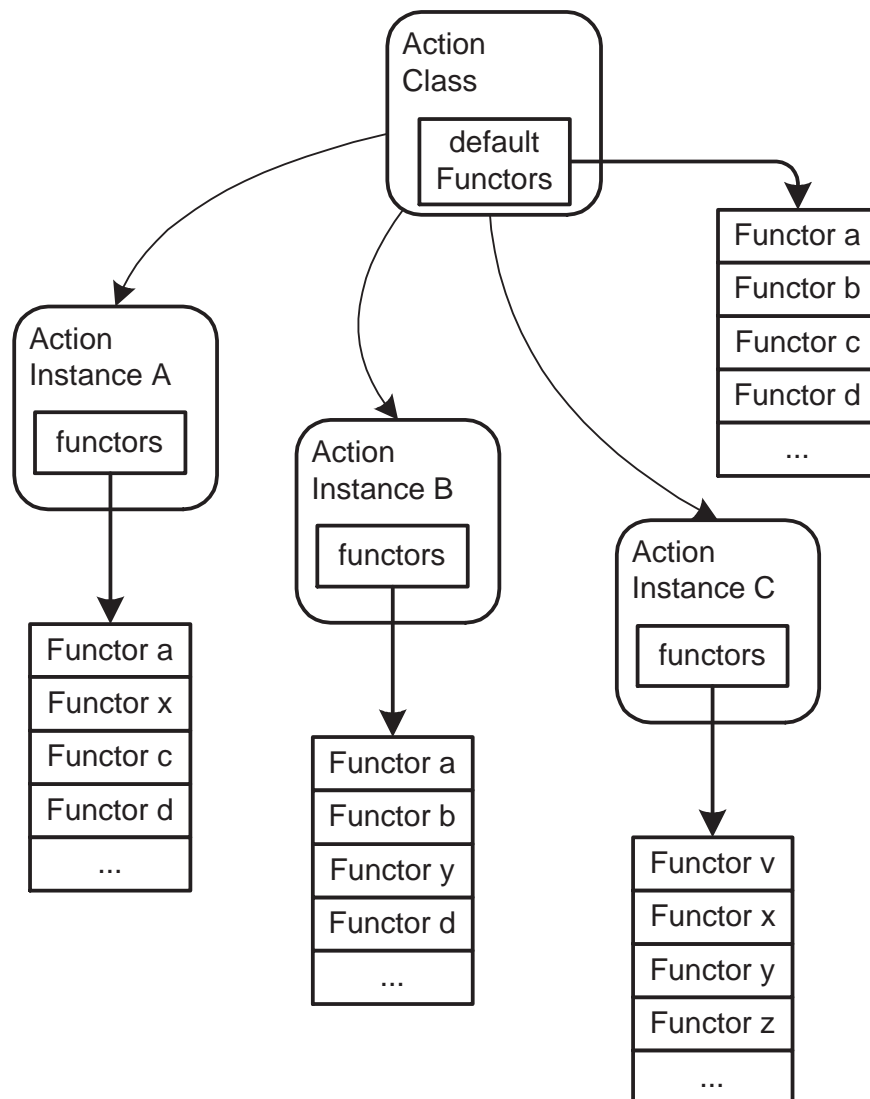 Action
Class
default
Functors
Functor a
Functor b
Functor c
Functor d
...
Action
Instance A
functors
Functor a
Functor x
Functor c
Functor d
...
Action
Instance B
functors
Functor a
Functor b
Functor y
Functor d
...
Action
Instance C
functors
Functor v
Functor x
Functor y
Functor z
...